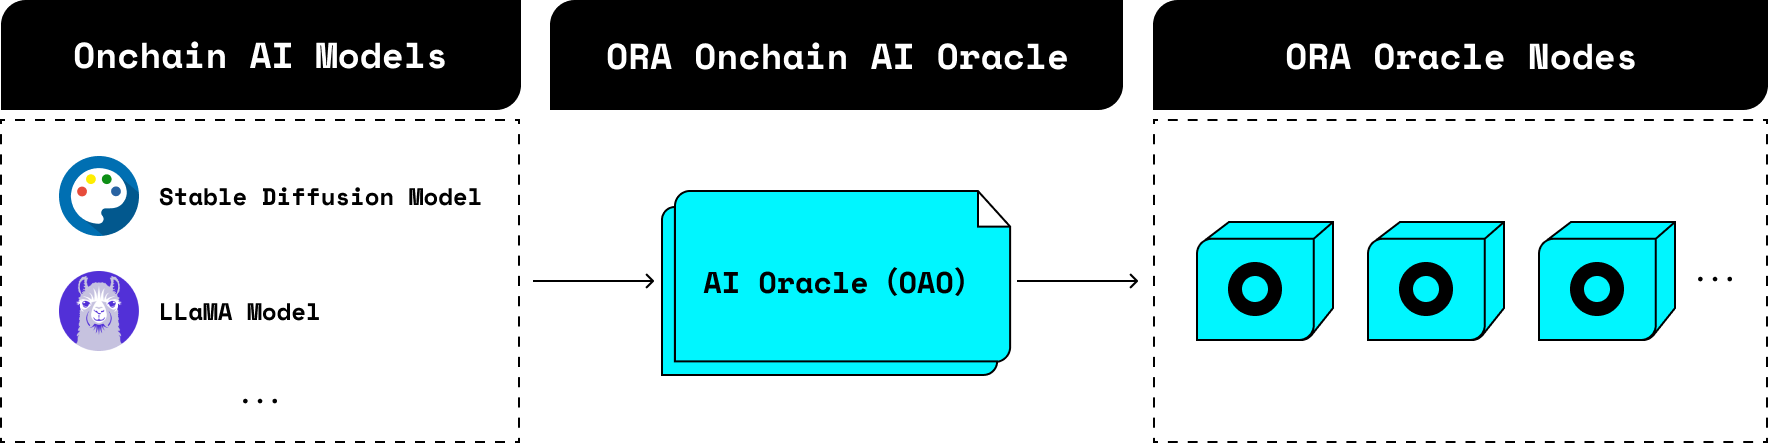 Onchain AI Models
ORA Onchain AI Oracle
ORA Oracle Nodes
Stable Diffusion Model
LLaMA Model
...
AI Oracle (OAO)
...